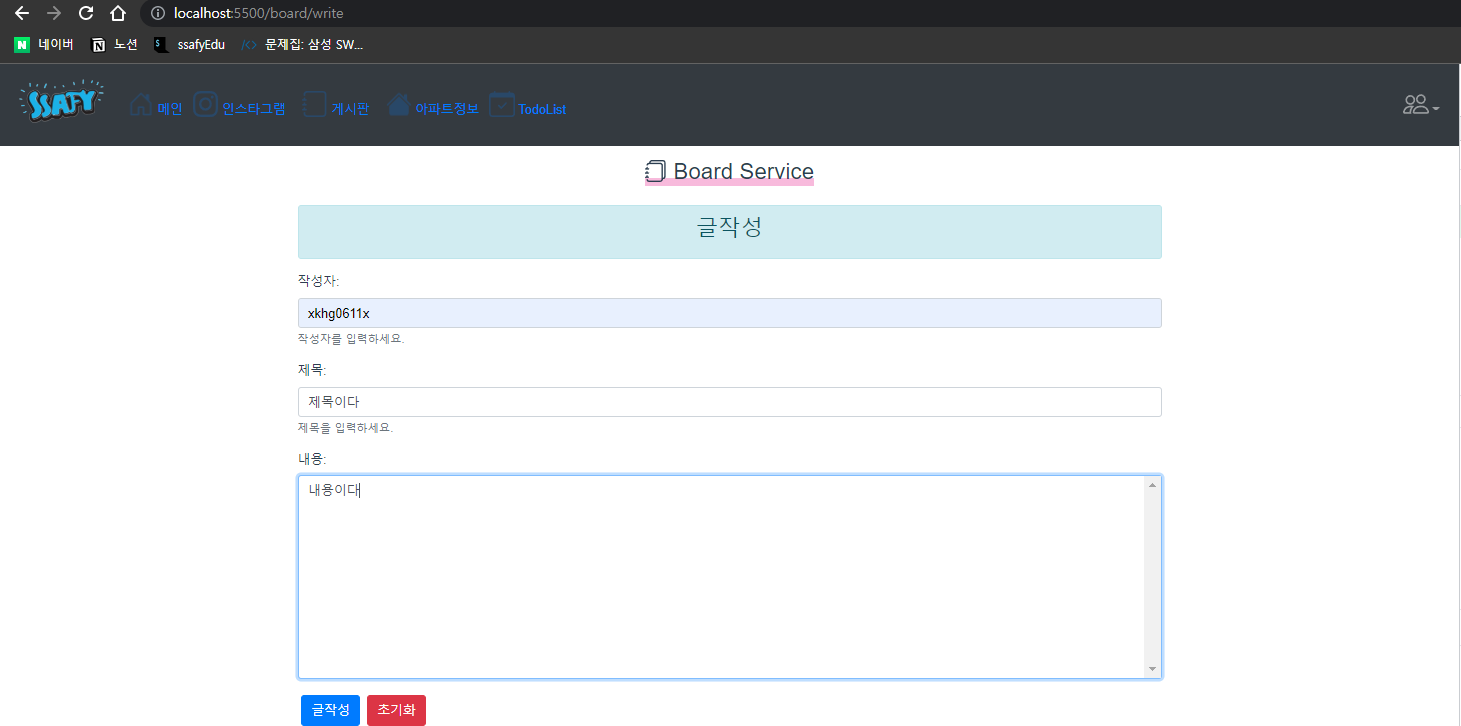 localhost:5500/board/write
N 네이버 N 노션 S ssafyEdu </> 문제집: 삼성 SW...
SSAFY 메인 인스타그램 게시판 아파트정보 TodoList
Board Service
글작성
작성자:
xkhg0611x
작성자를 입력하세요.
제목:
제목이다
제목을 입력하세요.
내용:
내용이다
글작성 초기화